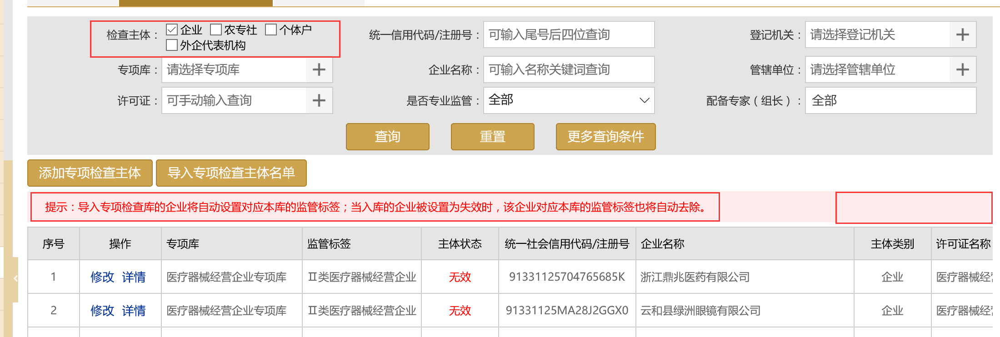 检查主体： 企业 农专社 个体户 统一信用代码/注册号： 可输入尾号后四位查询 登记机关： 请选择登记机关 +
外企代表机构
专项库： 请选择专项库 + 企业名称： 可输入名称关键词查询 管辖单位： 请选择管辖单位 +
许可证： 可手动输入查询 + 是否专业监管： 全部 配备专家（组长）： 全部
查询 重置 更多查询条件
添加专项检查主体 导入专项检查主体名单
提示：导入专项检查库的企业将自动设置对应本库的监管标签；当入库的企业被设置为失效时，该企业对应本库的监管标签也将自动去除。
序号 操作 专项库 监管标签 主体状态 统一社会信用代码/注册号 企业名称 主体类别 许可证名称
1 修改 详情 医疗器械经营企业专项库 Ⅱ类医疗器械经营企业 无效 91331125704765685K 浙江鼎兆医药有限公司 企业 医疗器械经
2 修改 详情 医疗器械经营企业专项库 Ⅱ类医疗器械经营企业 无效 91331125MA28J2GGX0 云和县绿洲眼镜有限公司 企业 医疗器械经